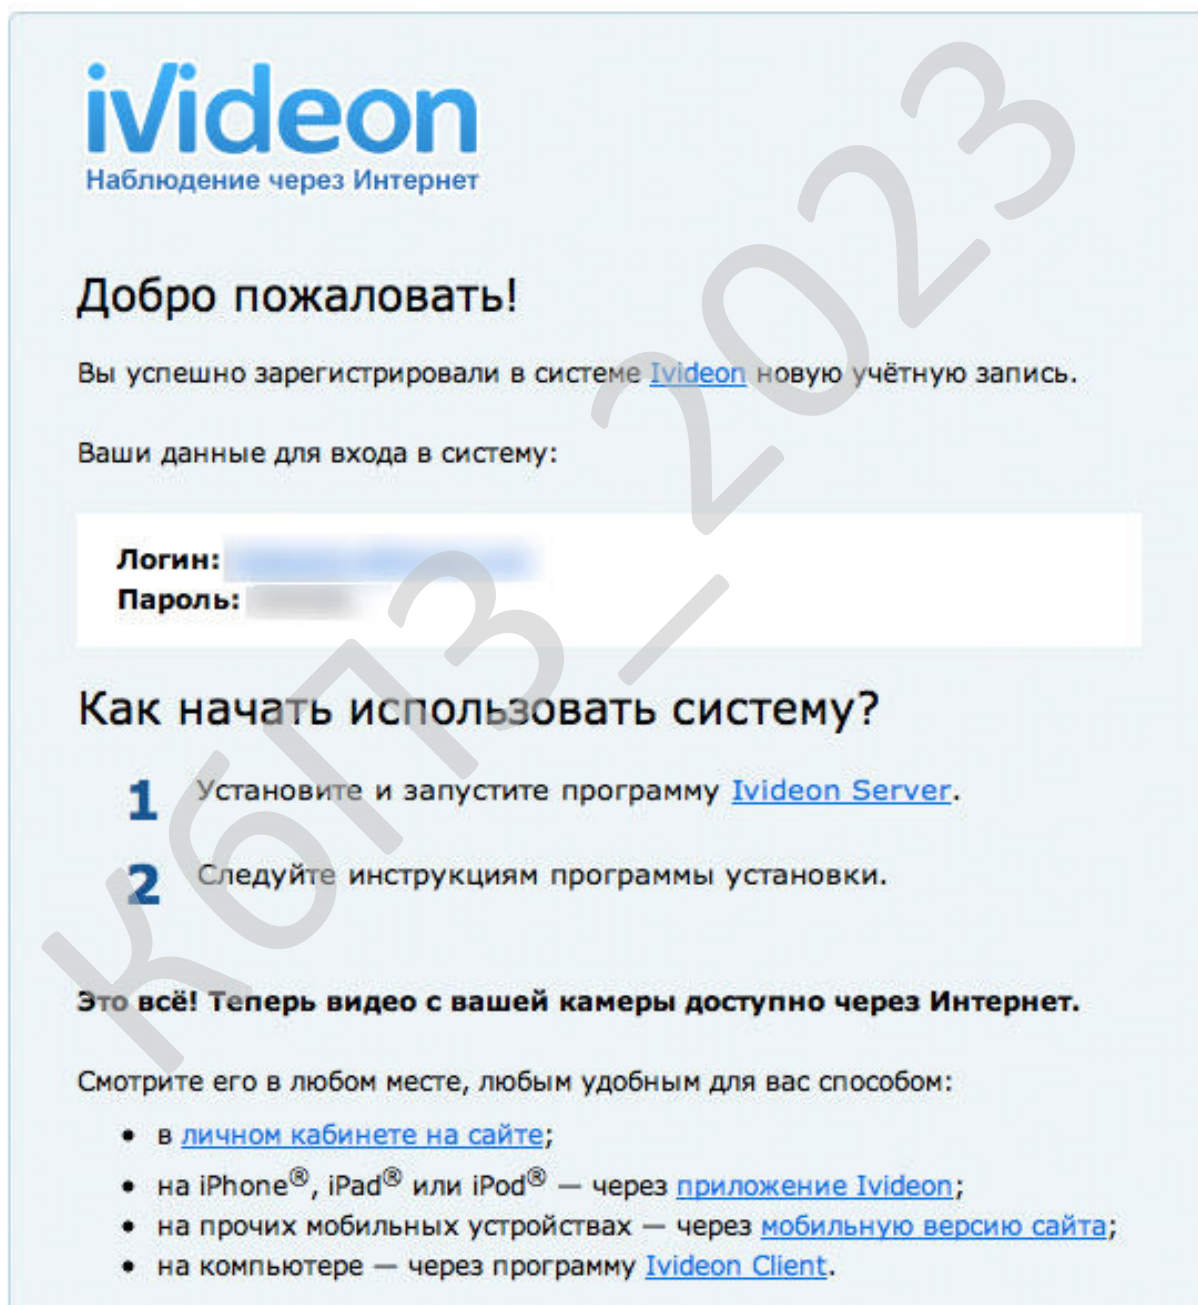 iVideon
Наблюдение через Интернет
Добро пожаловать!
Вы успешно зарегистрировали в системе Ivideon новую учётную запись.
Ваши данные для входа в систему:
Логин:
Пароль:
Как начать использовать систему?
1 Установите и запустите программу Ivideon Server.
2 Следуйте инструкциям программы установки.
Это всё! Теперь видео с вашей камеры доступно через Интернет.
Смотрите его в любом месте, любым удобным для вас способом:
• в личном кабинете на сайте;
• на iPhone®, iPad® или iPod® — через приложение Ivideon;
• на прочих мобильных устройствах — через мобильную версию сайта;
• на компьютере — через программу Ivideon Client.
КбПЗ_2023